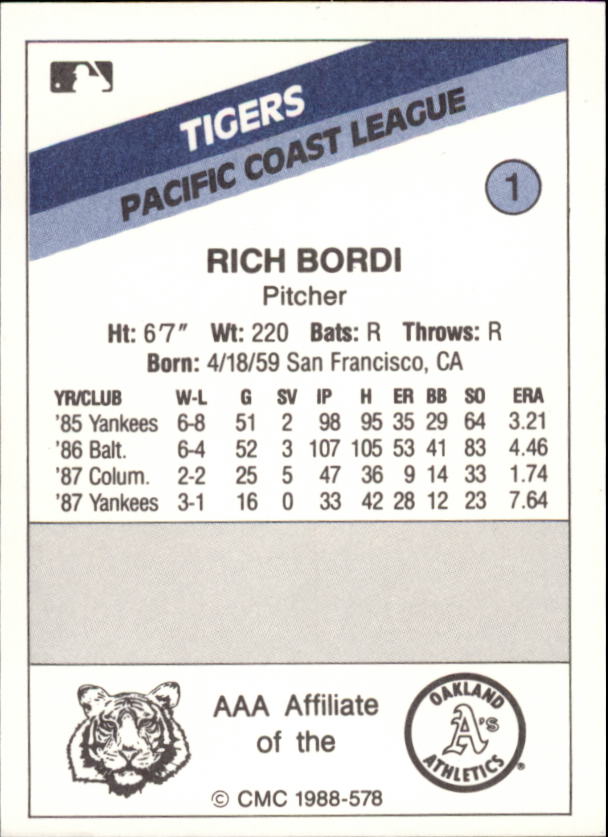 TIGERS
PACIFIC COAST LEAGUE
1
RICH BORDI
Pitcher
Ht: 6'7" Wt: 220 Bats: R Throws: R
Born: 4/18/59 San Francisco, CA
YR/CLUB W-L G SV IP H ER BB SO ERA
'85 Yankees 6-8 51 2 98 95 35 29 64 3.21
'86 Balt. 6-4 52 3 107 105 53 41 83 4.46
'87 Colum. 2-2 25 5 47 36 9 14 33 1.74
'87 Yankees 3-1 16 0 33 42 28 12 23 7.64
AAA Affiliate
of the
OAKLAND
A's
ATHLETICS
®
© CMC 1988-578